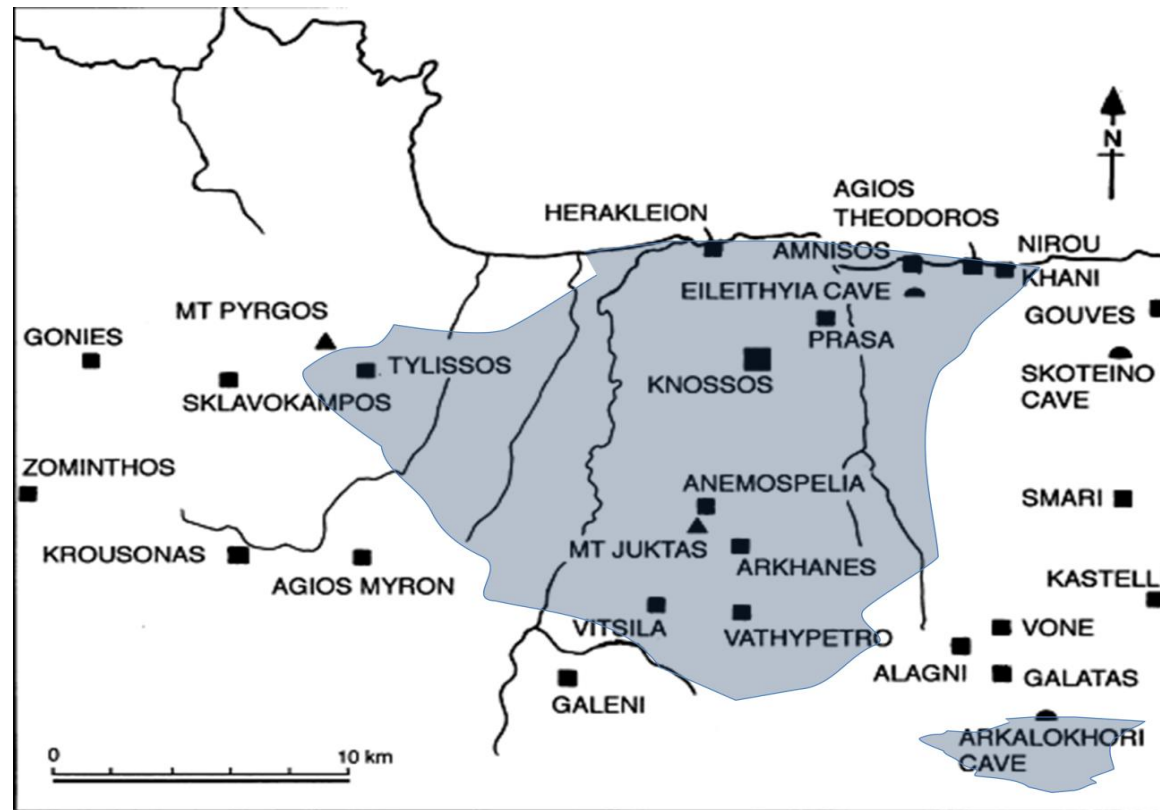 N
AGIOS
THEODOROS
HERAKLEION
NIROU
AMNISOS
KHANI
EILEITHYIA CAVE
GOUVES
MT PYRGOS
PRASA
GONIES
TYLISSOS
SKOTEINO
CAVE
KNOSSOS
SKLAVOKAMPOS
ZOMINTHOS
ANEMOSPELIA
SMARI
KROUSONAS
MT JUKTAS
ARKHANES
AGIOS MYRON
KASTELL
VITSILA
VATHYPETRO
VONE
ALAGNI
GALATAS
GALENI
ARKALOKHORI
CAVE
0 10 km